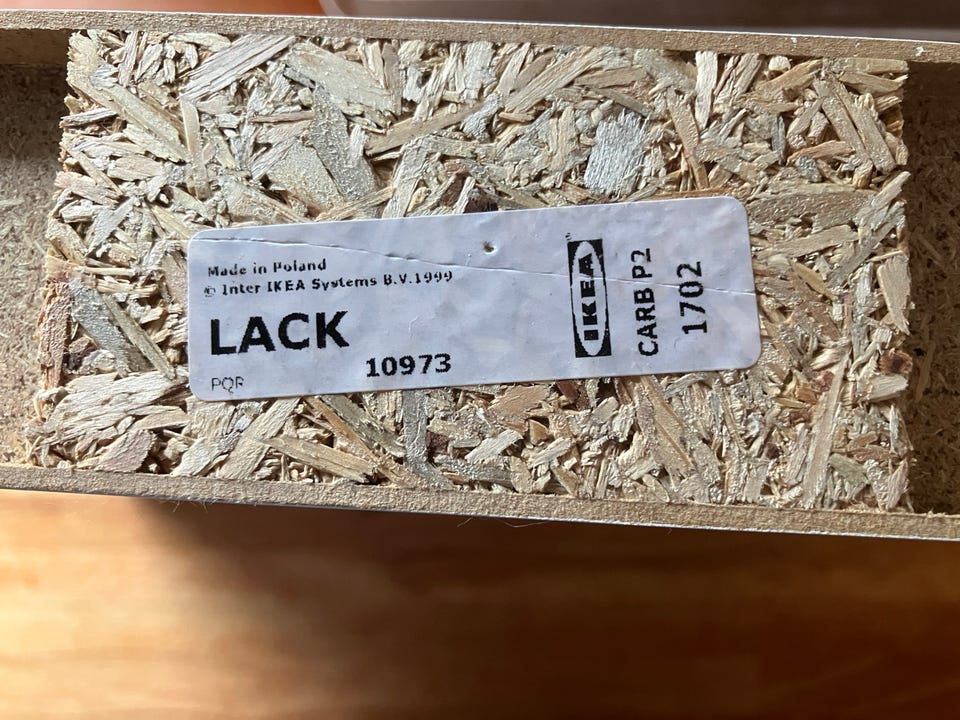 Made in Poland
© Inter IKEA Systems B.V.1999
LACK
10973
PQR
IKEA
CARB P2
1702